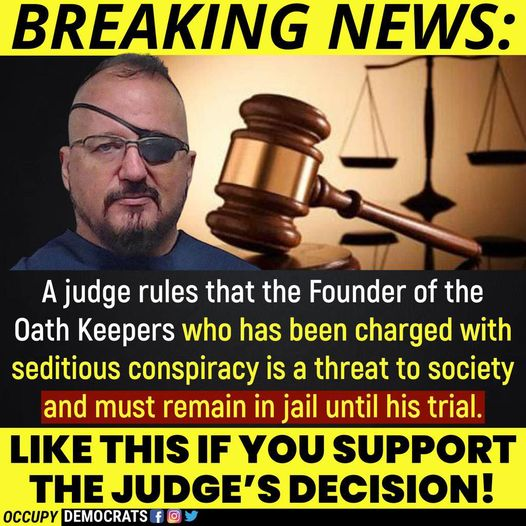 BREAKING NEWS:
A judge rules that the Founder of the
Oath Keepers who has been charged with
seditious conspiracy is a threat to society
and must remain in jail until his trial.
LIKE THIS IF YOU SUPPORT
THE JUDGE'S DECISION!
OCCUPY DEMOCRATS